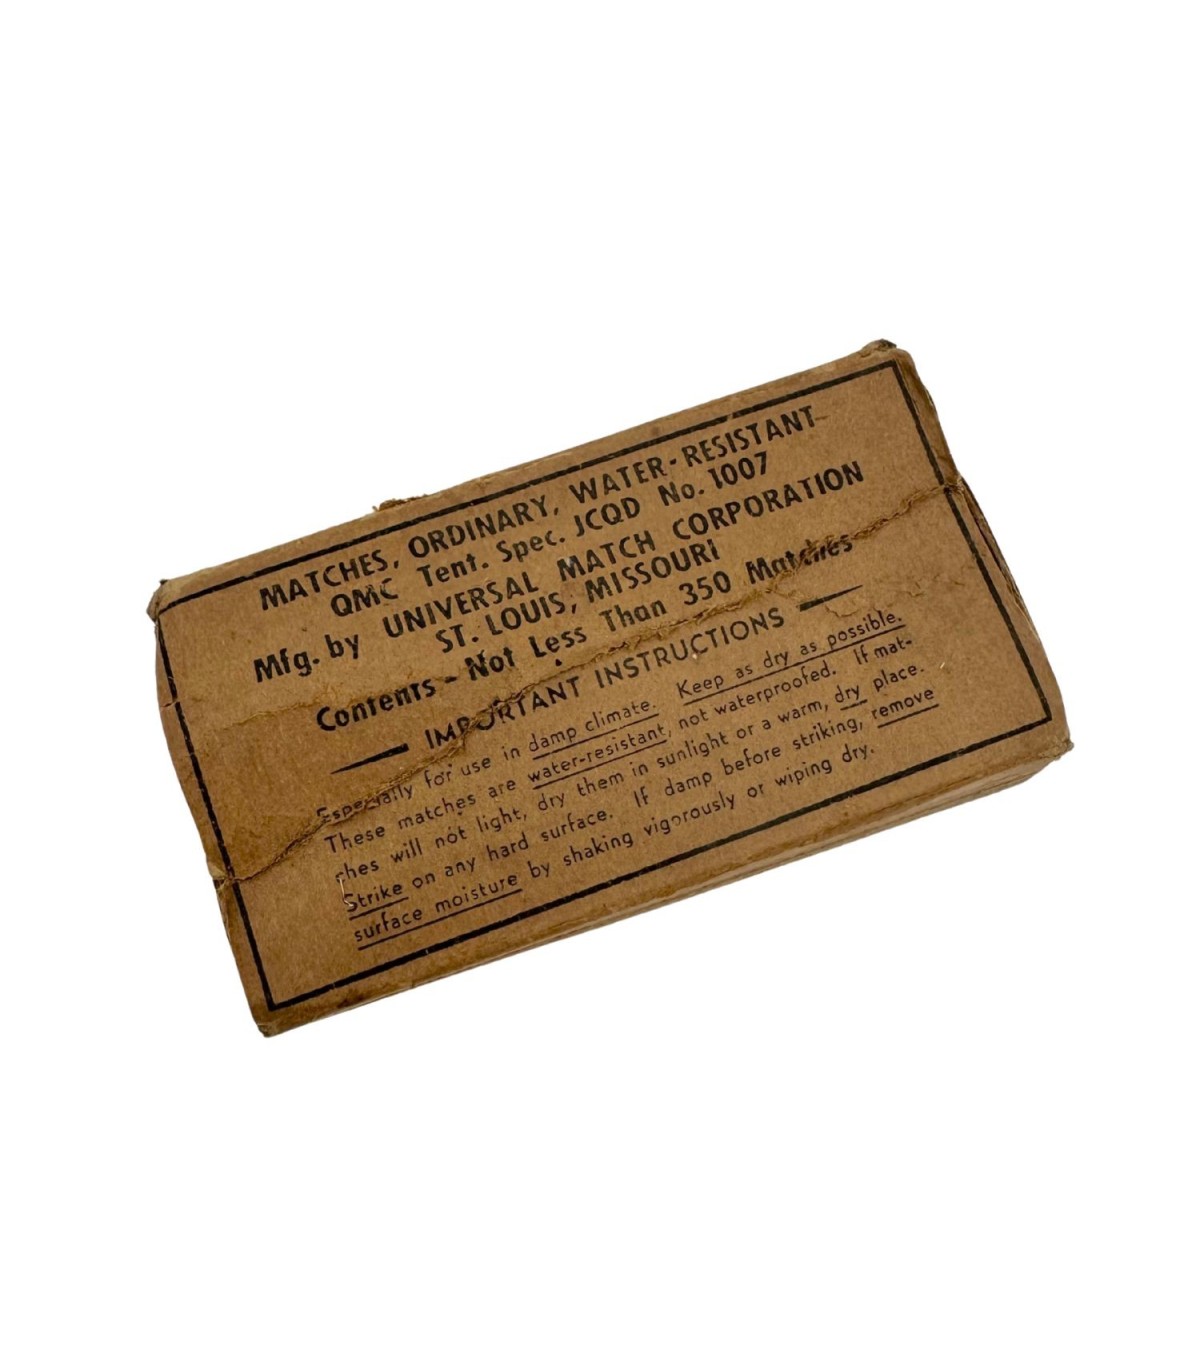 MATCHES, ORDINARY, WATER-RESISTANT
QMC Tent. Spec. JCQD No. 1007
Mfg. by UNIVERSAL MATCH CORPORATION
ST. LOUIS, MISSOURI
Contents - Not Less Than 350 Matches
IMPORTANT INSTRUCTIONS
Especially for use in damp climate. Keep as dry as possible.
These matches are water-resistant, not waterproofed. If mat-
ches will not light, dry them in sunlight or a warm, dry place.
Strike on any hard surface. If damp before striking, remove
surface moisture by shaking vigorously or wiping dry.